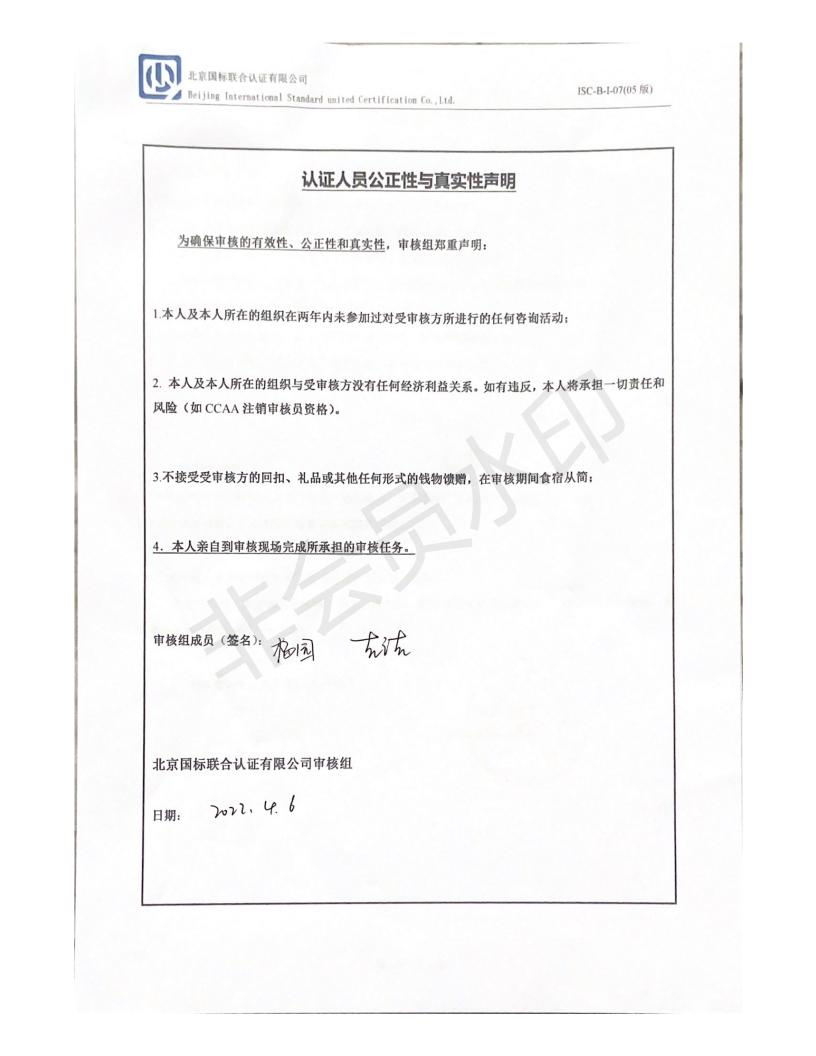 北京国标联合认证有限公司
Beijing International Standard united Certification Co.,Ltd.
ISC-B-I-07(05 版)
认证人员公正性与真实性声明
为确保审核的有效性、公正性和真实性，审核组郑重声明：
1.本人及本人所在的组织在两年内未参加过对受审核方所进行的任何咨询活动；
2. 本人及本人所在的组织与受审核方没有任何经济利益关系。如有违反，本人将承担一切责任和
风险（如 CCAA 注销审核员资格）。
3.不接受受审核方的回扣、礼品或其他任何形式的钱物馈赠，在审核期间食宿从简；
4．本人亲自到审核现场完成所承担的审核任务。
审核组成员（签名）：
北京国标联合认证有限公司审核组
日期： 2022.4.6
非会员水印